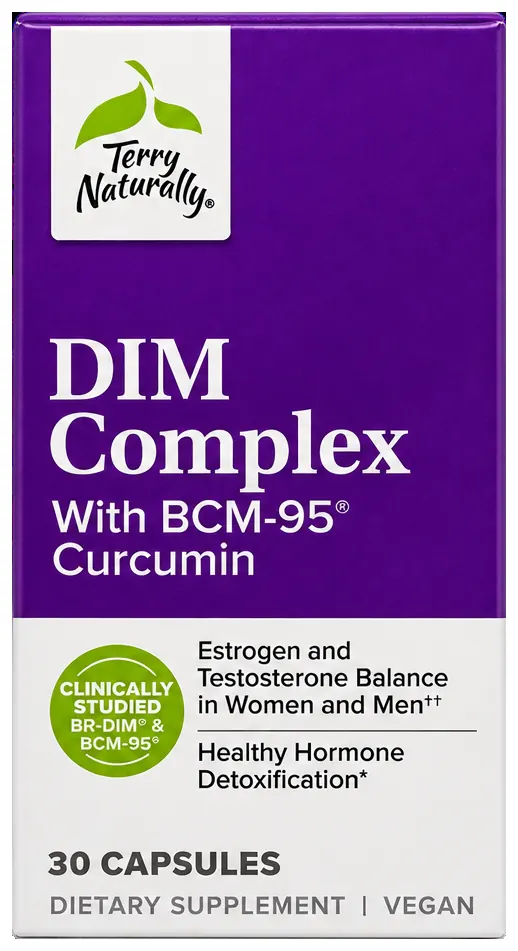 Terry
Naturally®
DIM
Complex
With BCM-95®
Curcumin
CLINICALLY
STUDIED
BR-DIM® &
BCM-95®
Estrogen and
Testosterone Balance
in Women and Men††
Healthy Hormone
Detoxification*
30 CAPSULES
DIETARY SUPPLEMENT | VEGAN